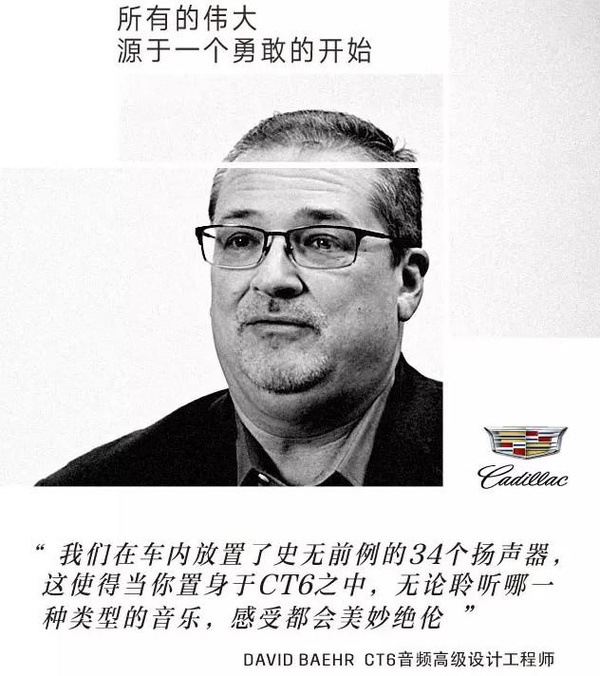 所有的伟大
源于一个勇敢的开始
Cadillac
“ 我们在车内放置了史无前例的34个扬声器，
这使得当你置身于CT6之中，无论聆听哪一
种类型的音乐，感受都会美妙绝伦 ”
DAVID BAEHR CT6音频高级设计工程师